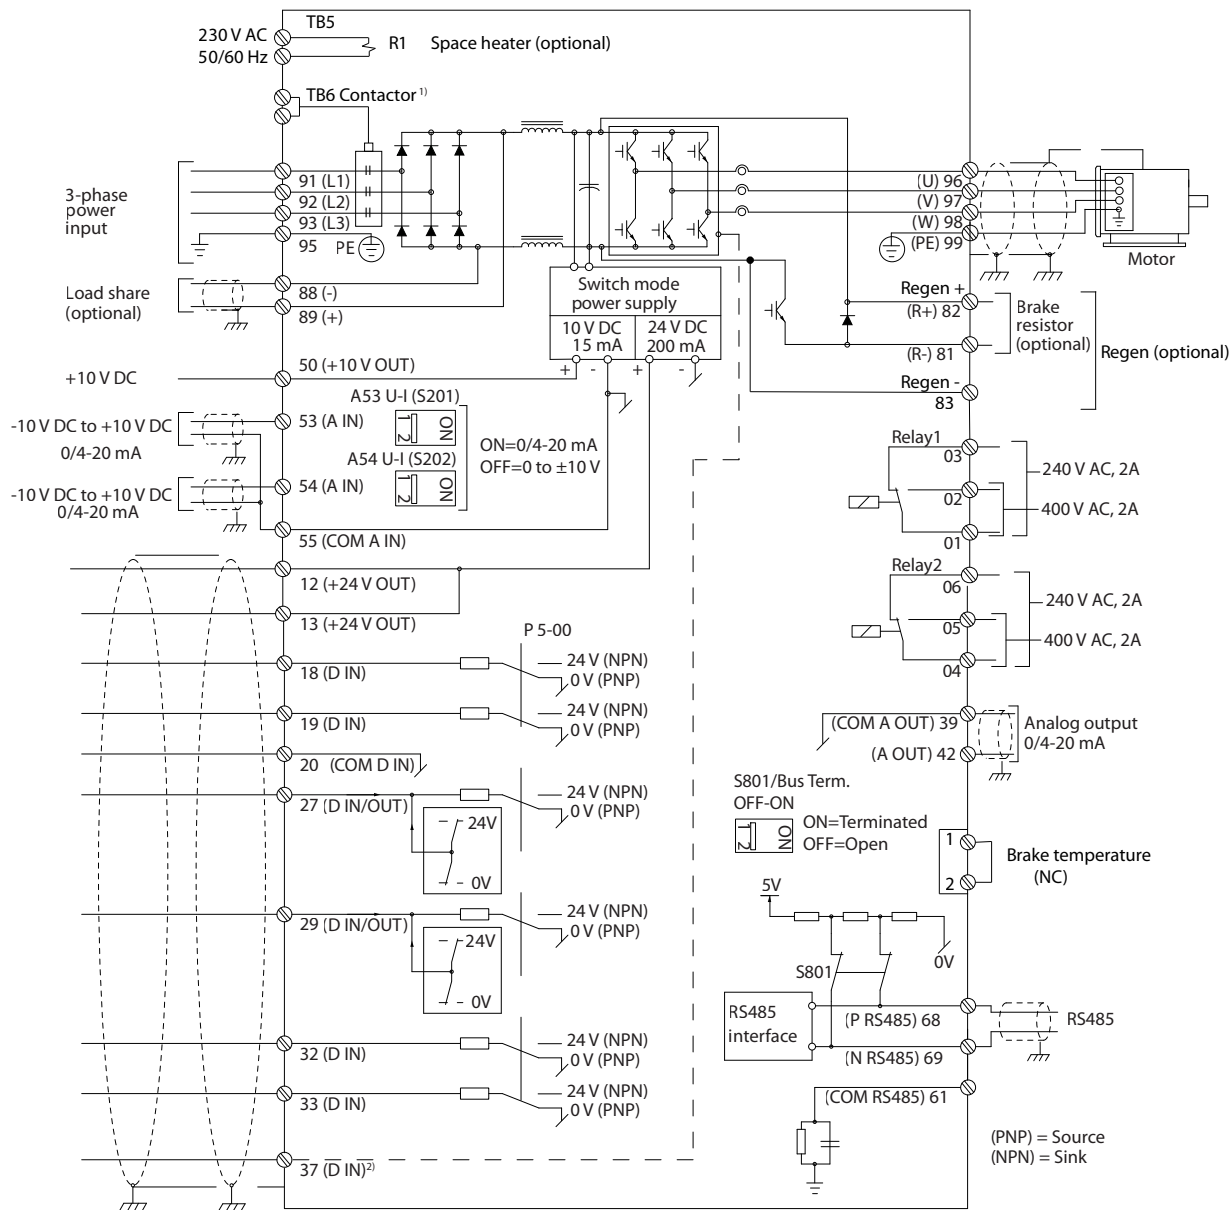 TB5
230 V AC
50/60 Hz
R1
Space heater (optional)
TB6 Contactor 1)
3-phase
power
input
91 (L1)
92 (L2)
93 (L3)
95
PE
(U) 96
(V) 97
(W) 98
(PE) 99
Motor
Load share
(optional)
88 (-)
89 (+)
Switch mode
power supply
10 V DC
15 mA
24 V DC
200 mA
+
-
+
-
Regen +
(R+) 82
Brake
resistor
(optional)
(R-) 81
Regen (optional)
Regen -
83
+10 V DC
50 (+10 V OUT)
A53 U-I (S201)
1 2
ON
-10 V DC to +10 V DC
0/4-20 mA
53 (A IN)
ON=0/4-20 mA
OFF=0 to ±10 V
A54 U-I (S202)
1 2
ON
-10 V DC to +10 V DC
0/4-20 mA
54 (A IN)
55 (COM A IN)
Relay1
03
240 V AC, 2A
02
400 V AC, 2A
01
12 (+24 V OUT)
13 (+24 V OUT)
Relay2
06
240 V AC, 2A
05
400 V AC, 2A
04
P 5-00
18 (D IN)
24 V (NPN)
0 V (PNP)
19 (D IN)
24 V (NPN)
0 V (PNP)
(COM A OUT) 39
Analog output
0/4-20 mA
(A OUT) 42
20 (COM D IN)
27 (D IN/OUT)
24 V (NPN)
0 V (PNP)
24V
0V
S801/Bus Term.
OFF-ON
1 2
ON
ON=Terminated
OFF=Open
1
2
Brake temperature
(NC)
29 (D IN/OUT)
24 V (NPN)
0 V (PNP)
24V
0V
5V
0V
S801
RS485
interface
(P RS485) 68
RS485
(N RS485) 69
(COM RS485) 61
32 (D IN)
24 V (NPN)
0 V (PNP)
33 (D IN)
24 V (NPN)
0 V (PNP)
37 (D IN) 2)
(PNP) = Source
(NPN) = Sink